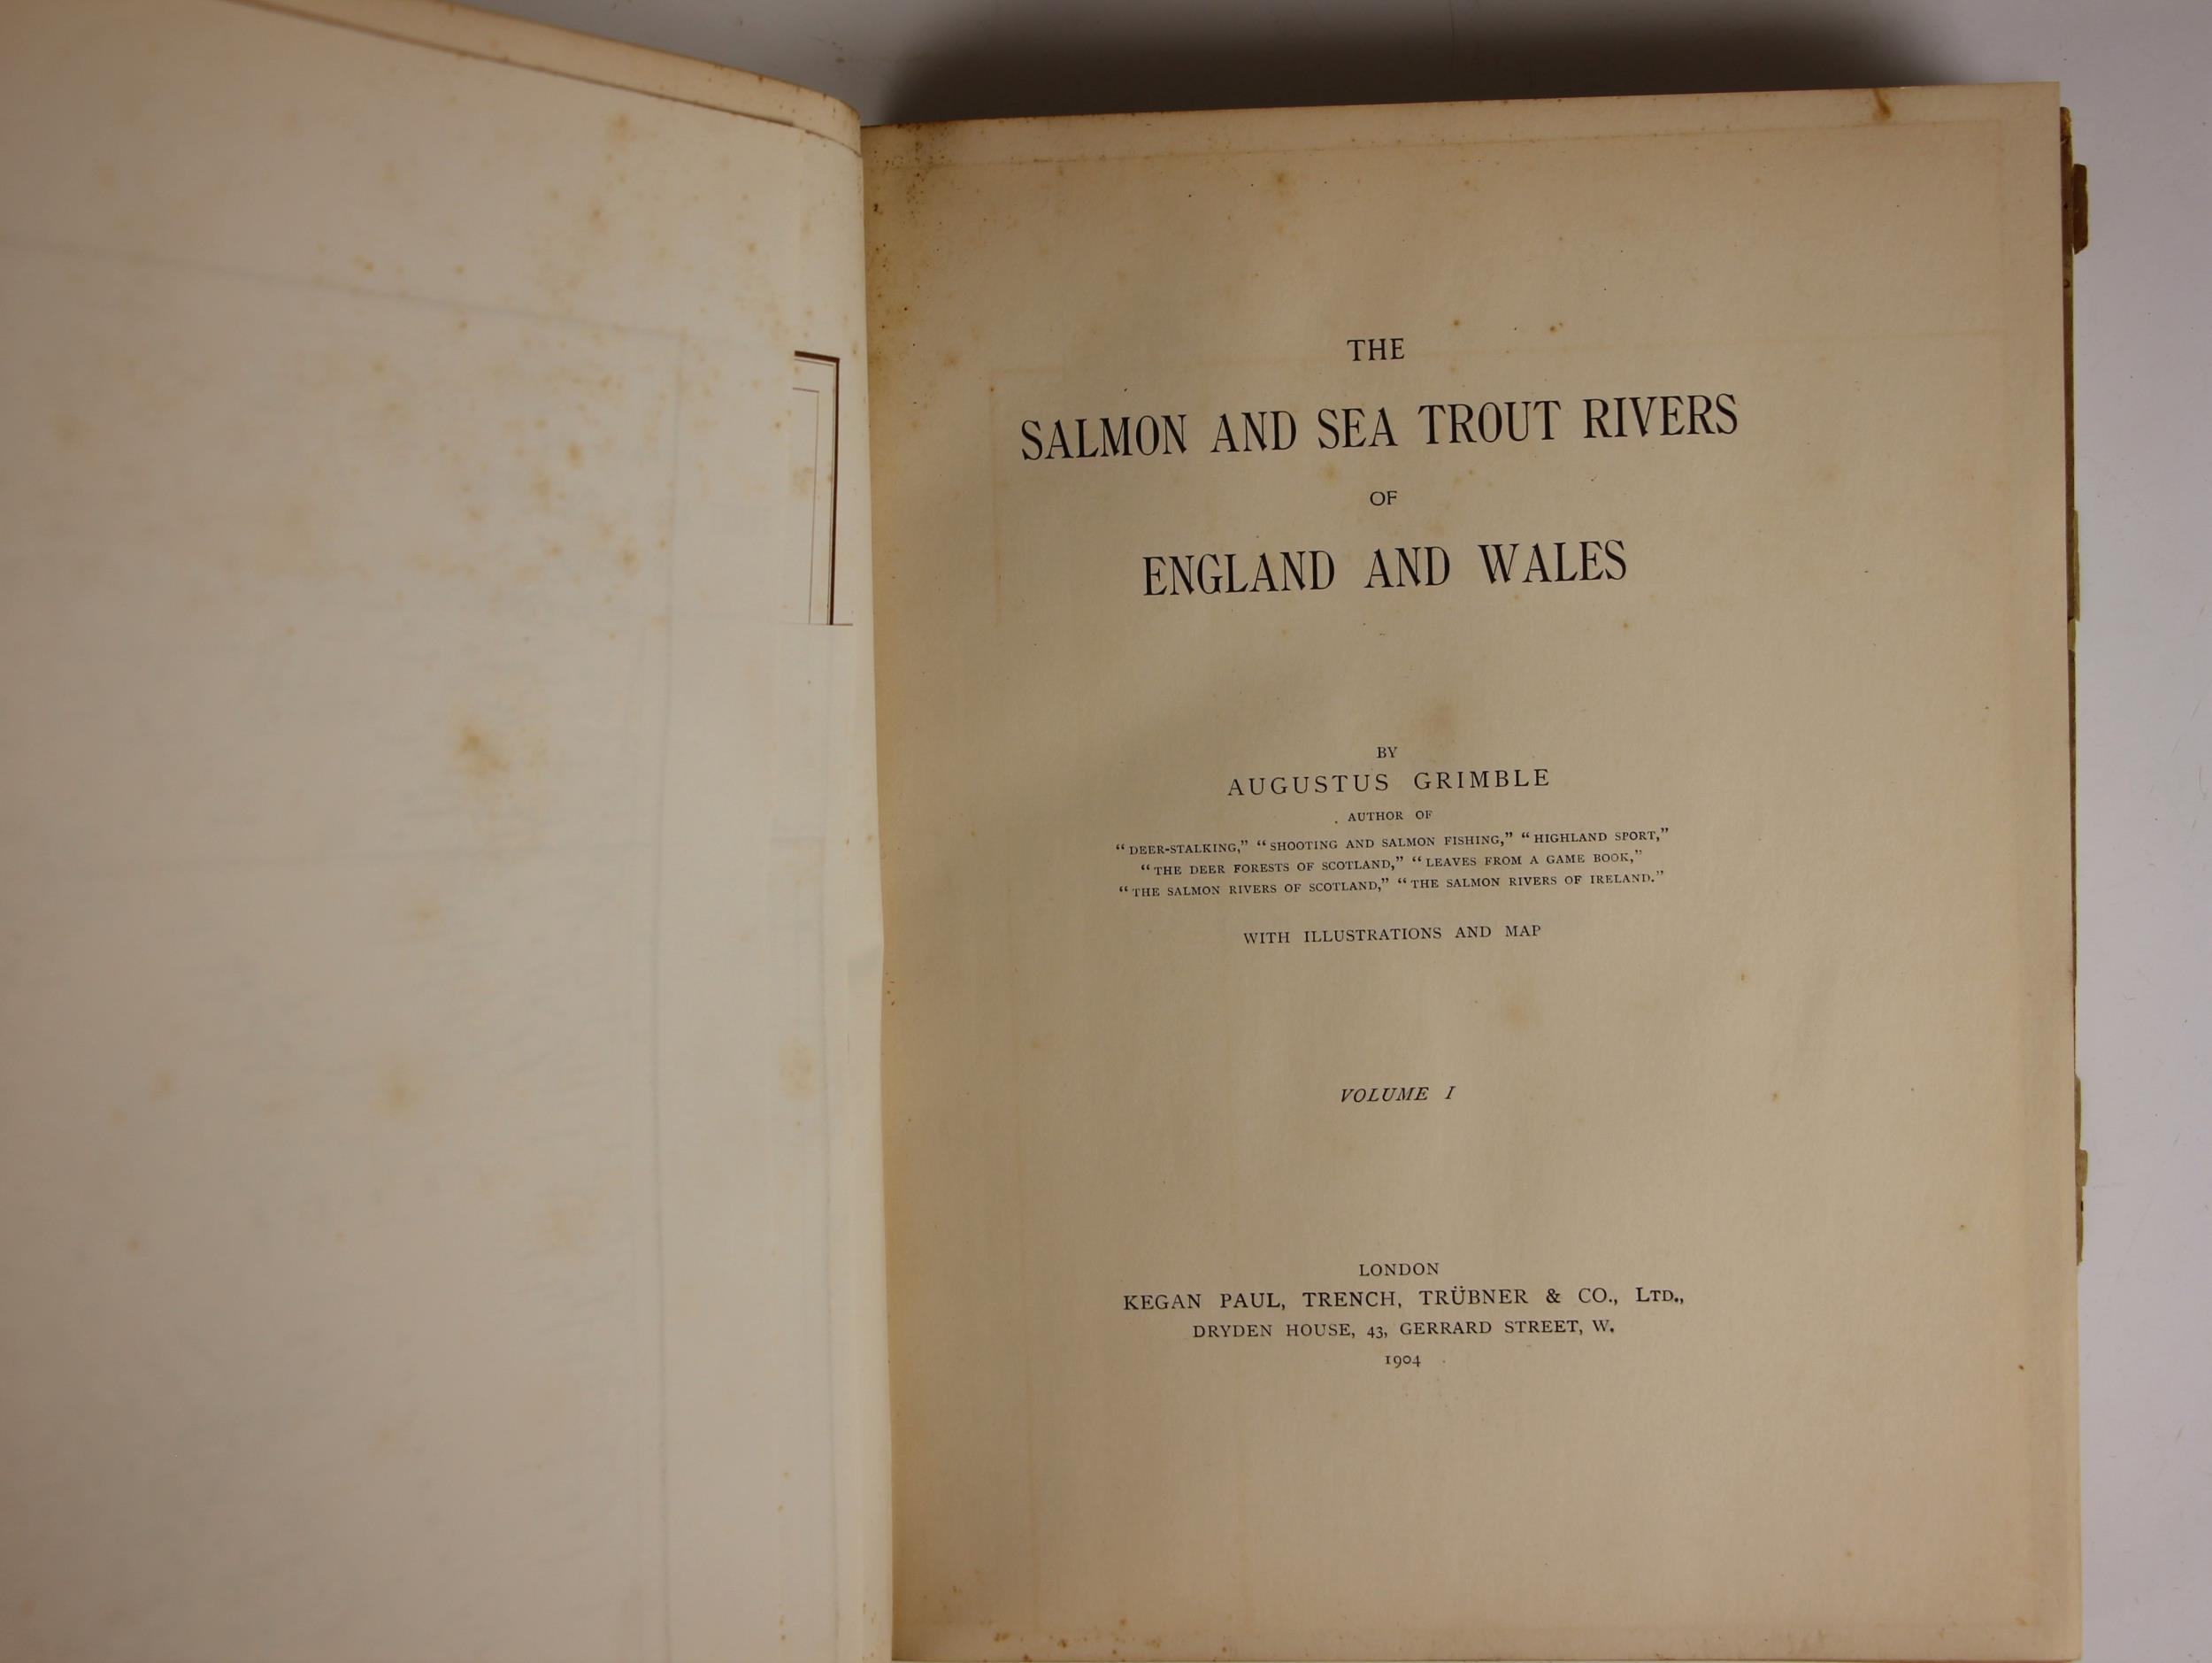 THE
SALMON AND SEA TROUT RIVERS
OF
ENGLAND AND WALES
BY
AUGUSTUS GRIMBLE
AUTHOR OF
“DEER-STALKING,” “SHOOTING AND SALMON FISHING,” “HIGHLAND SPORT,”
“THE DEER FORESTS OF SCOTLAND,” “LEAVES FROM A GAME BOOK,”
“THE SALMON RIVERS OF SCOTLAND,” “THE SALMON RIVERS OF IRELAND.”
WITH ILLUSTRATIONS AND MAP
VOLUME I
LONDON
KEGAN PAUL, TRENCH, TRÜBNER & CO., LTD.,
DRYDEN HOUSE, 43, GERRARD STREET, W.
1904